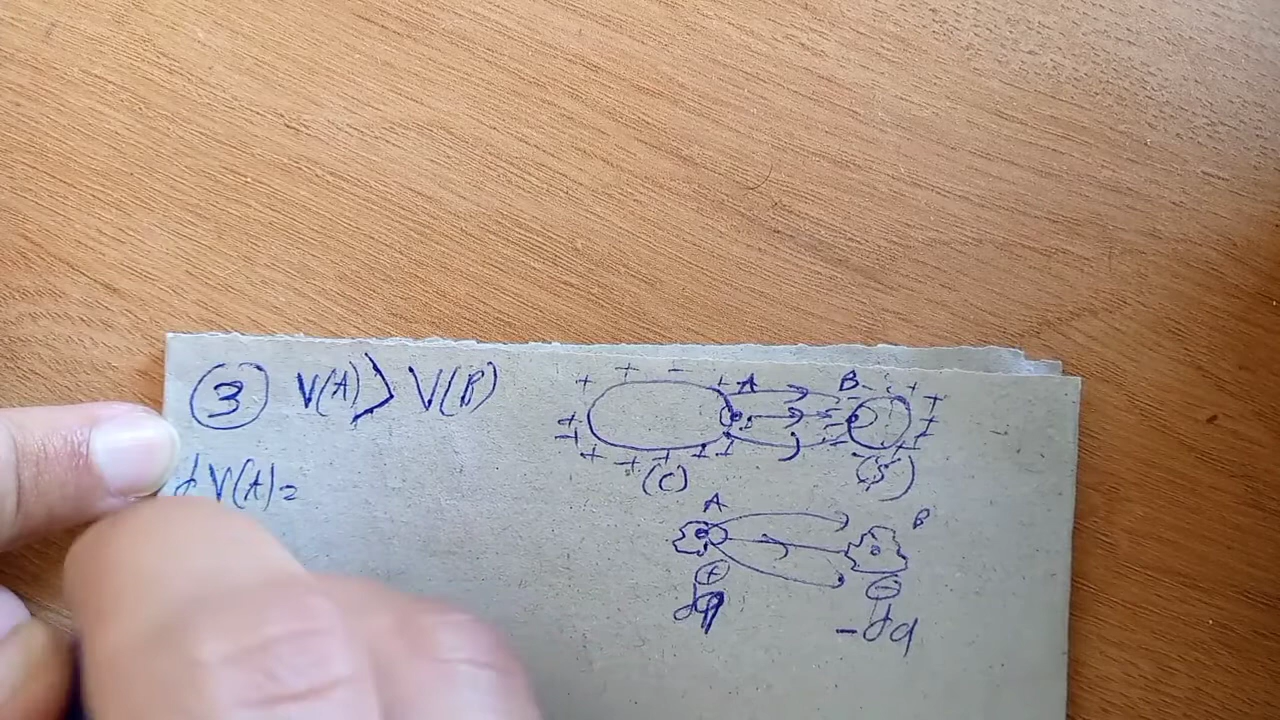 3 V(A) > V(B)
A B
(C) (S)
dV(A) =
A B
+ −
dq −dq